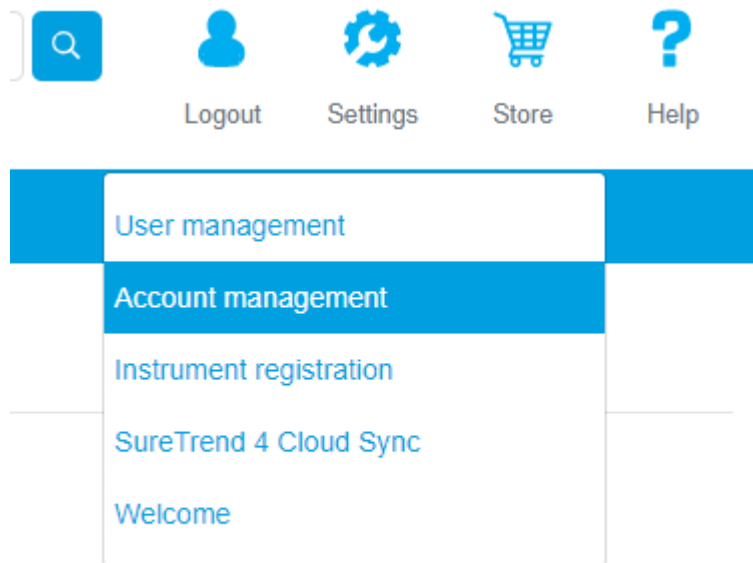 Logout Settings Store Help
User management
Account management
Instrument registration
SureTrend 4 Cloud Sync
Welcome